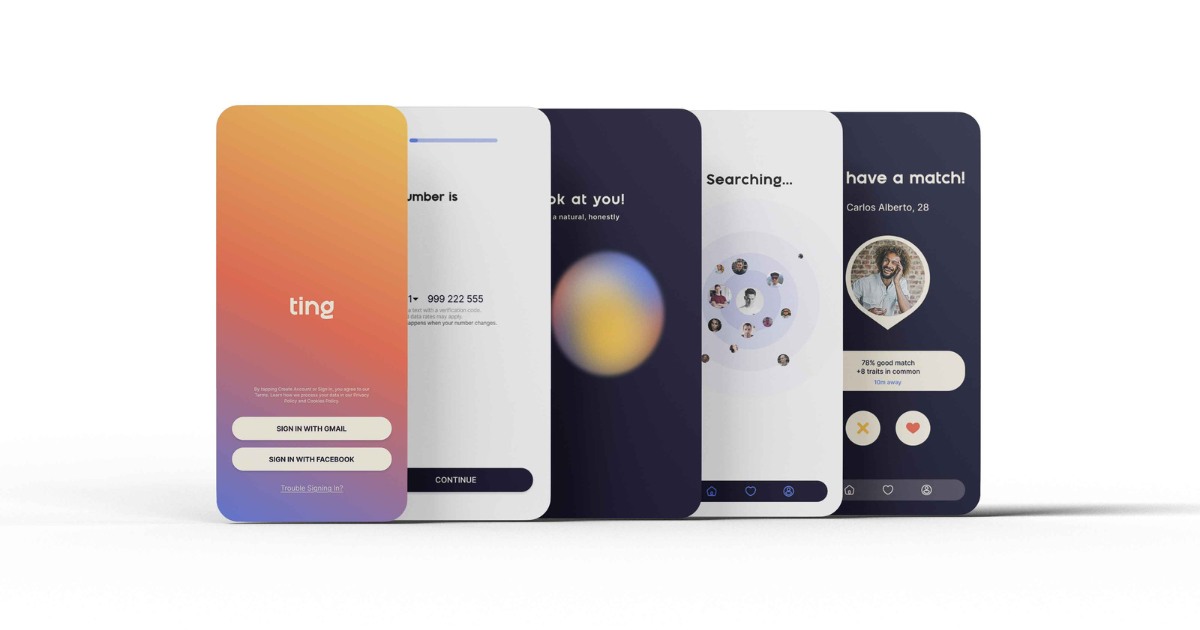 ting
By tapping Create Account or Sign In, you agree to our
Terms. Learn how we process your data in our Privacy
Policy and Cookies Policy.
SIGN IN WITH GMAIL
SIGN IN WITH FACEBOOK
Trouble Signing In?
umber is
1 999 222 555
a text with a verification code.
data rates may apply.
appens when your number changes.
CONTINUE
ok at you!
a natural, honestly
Searching...
have a match!
Carlos Alberto, 28
78% good match
+8 traits in common
10m away